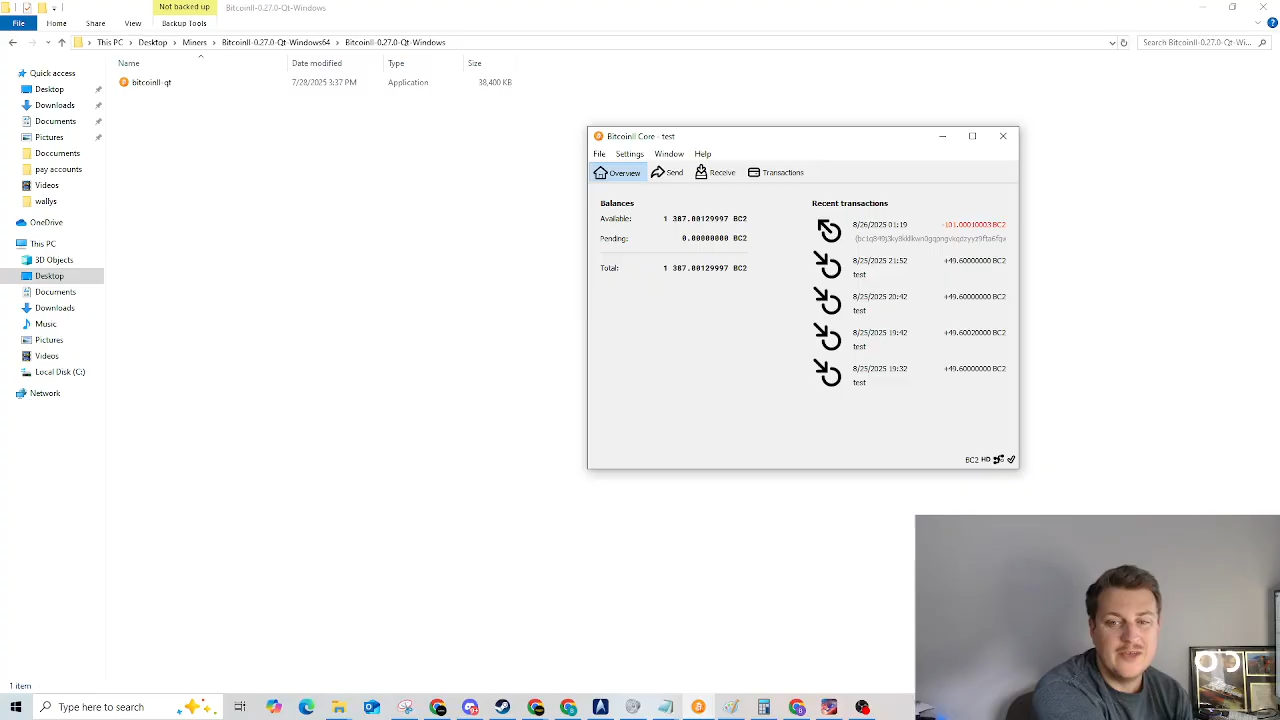 Not backed up
BitcoinII-0.27.0-Qt-Windows
File
Home
Share
View
Backup Tools
This PC
Desktop
Miners
BitcoinII-0.27.0-Qt-Windows64
BitcoinII-0.27.0-Qt-Windows
Search BitcoinII-0.27.0-Qt-Wi...
Name
Date modified
Type
Size
bitcoinII-qt
7/28/2025 3:37 PM
Application
38,400 KB
Quick access
Desktop
Downloads
Documents
Pictures
Doccuments
pay accounts
Videos
wallys
OneDrive
This PC
3D Objects
Desktop
Documents
Downloads
Music
Pictures
Videos
Local Disk (C:)
Network
BitcoinII Core - test
File Settings Window Help
Overview Send Receive Transactions
Balances
Available: 1 387.00129997 BC2
Pending: 0.00000000 BC2
Total: 1 387.00129997 BC2
Recent transactions
8/26/2025 01:19 -101.00010003 BC2
8/25/2025 21:52 +49.60000000 BC2
test
8/25/2025 20:42 +49.60000000 BC2
test
8/25/2025 19:42 +49.60020000 BC2
test
8/25/2025 19:32 +49.60000000 BC2
test
BC2 HD
1 item
Type here to search